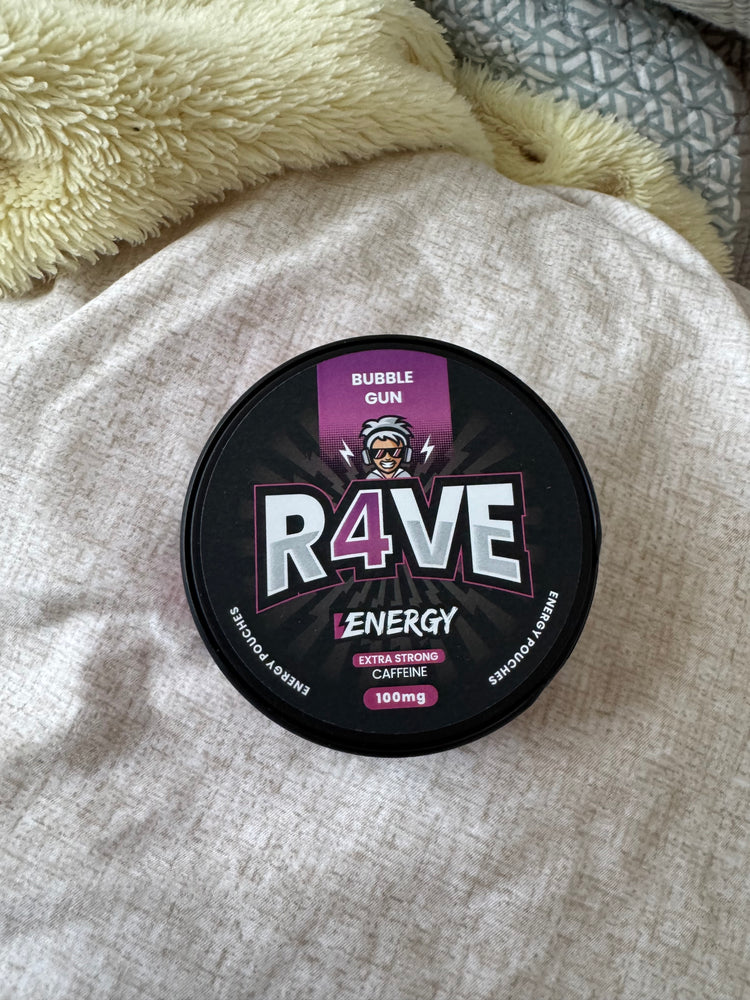 BUBBLE
GUN
R4VE
ENERGY
EXTRA STRONG
CAFFEINE
100mg
ENERGY POUCHES
ENERGY POUCHES